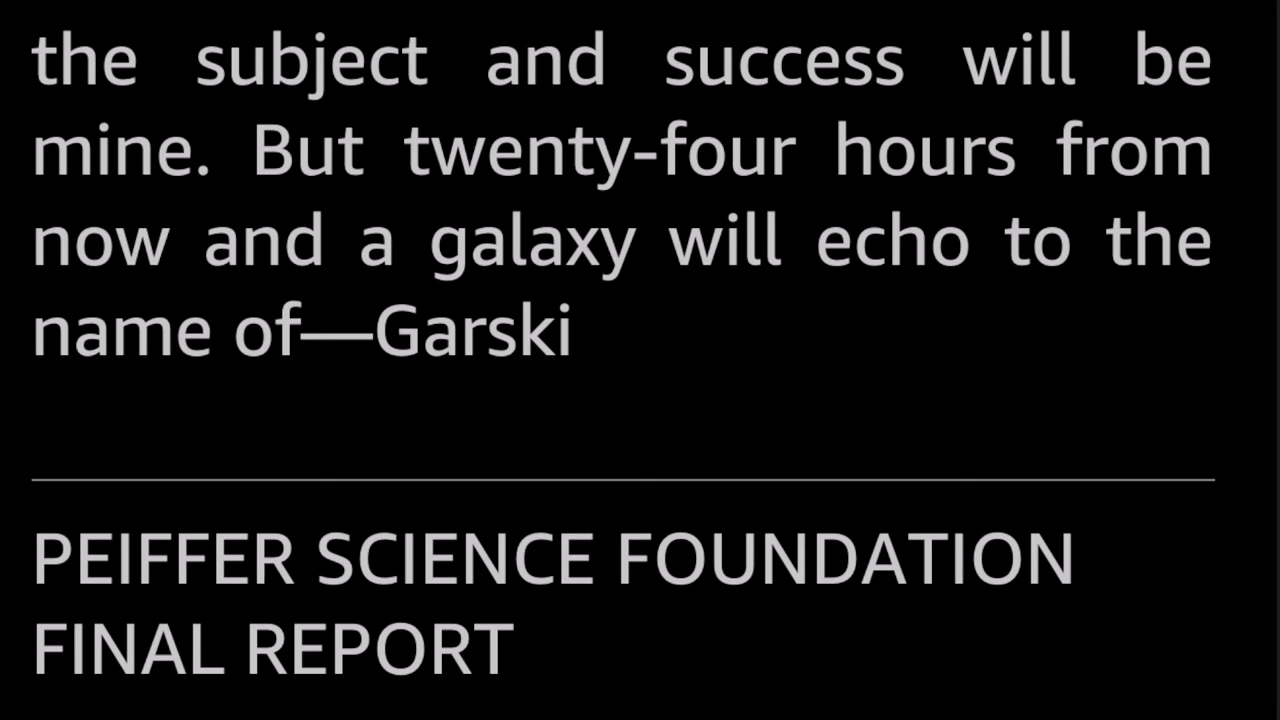 the subject and success will be
mine. But twenty-four hours from
now and a galaxy will echo to the
name of—Garski
PEIFFER SCIENCE FOUNDATION
FINAL REPORT